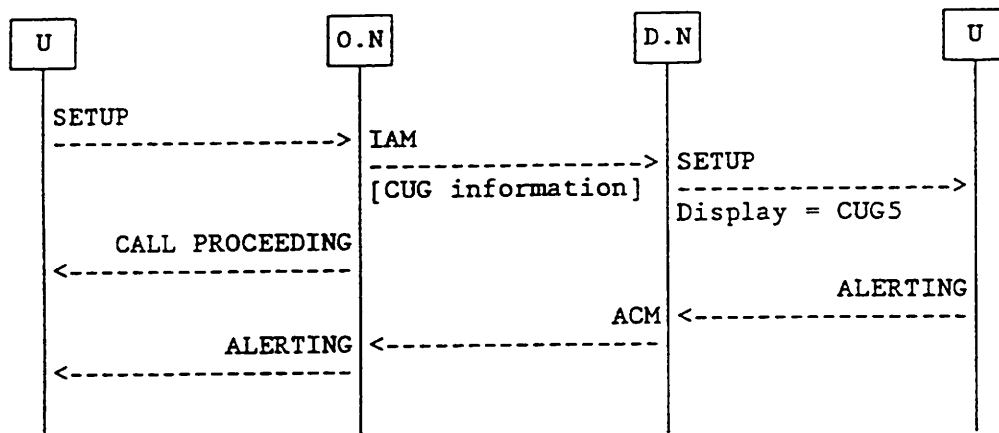 U O.N D.N U
SETUP
IAM
SETUP
[CUG information]
Display = CUG5
CALL PROCEEDING
ALERTING
ACM
ALERTING